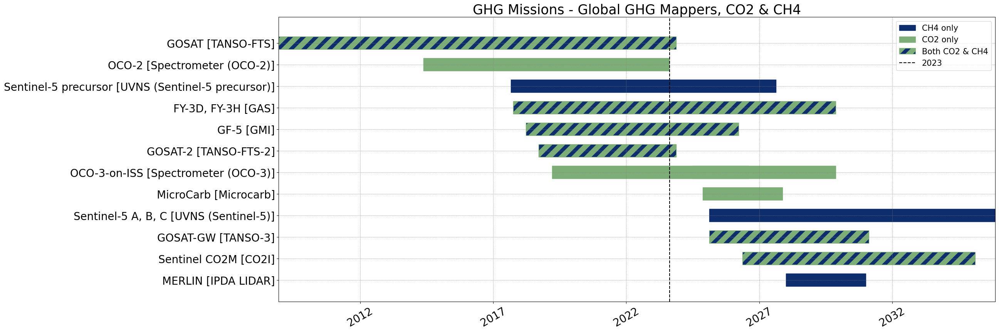 GHG Missions - Global GHG Mappers, CO2 & CH4
CH4 only
CO2 only
Both CO2 & CH4
2023
GOSAT [TANSO-FTS]
OCO-2 [Spectrometer (OCO-2)]
Sentinel-5 precursor [UVNS (Sentinel-5 precursor)]
FY-3D, FY-3H [GAS]
GF-5 [GMI]
GOSAT-2 [TANSO-FTS-2]
OCO-3-on-ISS [Spectrometer (OCO-3)]
MicroCarb [Microcarb]
Sentinel-5 A, B, C [UVNS (Sentinel-5)]
GOSAT-GW [TANSO-3]
Sentinel CO2M [CO2I]
MERLIN [IPDA LIDAR]
2012 2017 2022 2027 2032